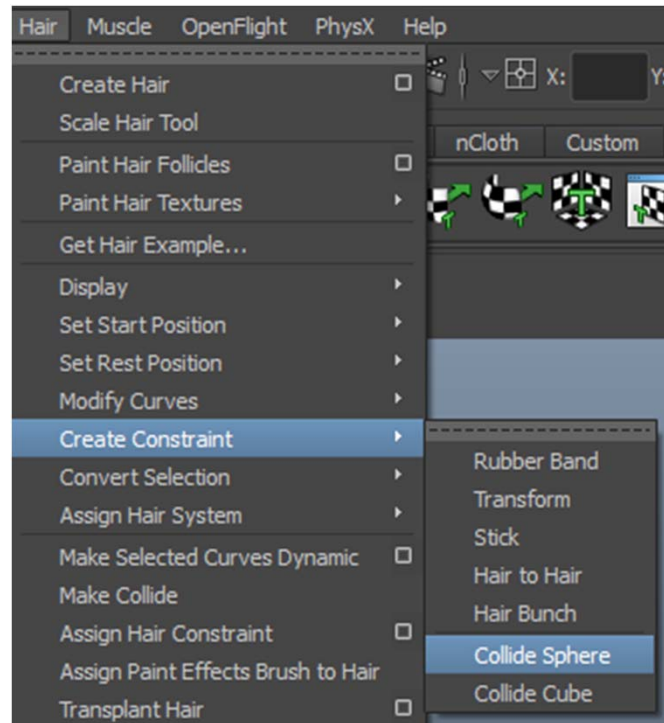 Hair Muscle OpenFlight PhysX Help
X:
Y:
nCloth Custom
T
T
T
Create Hair
Scale Hair Tool
Paint Hair Follicles
Paint Hair Textures
Get Hair Example...
Display
Set Start Position
Set Rest Position
Modify Curves
Create Constraint
Convert Selection
Assign Hair System
Make Selected Curves Dynamic
Make Collide
Assign Hair Constraint
Assign Paint Effects Brush to Hair
Transplant Hair
Rubber Band
Transform
Stick
Hair to Hair
Hair Bunch
Collide Sphere
Collide Cube